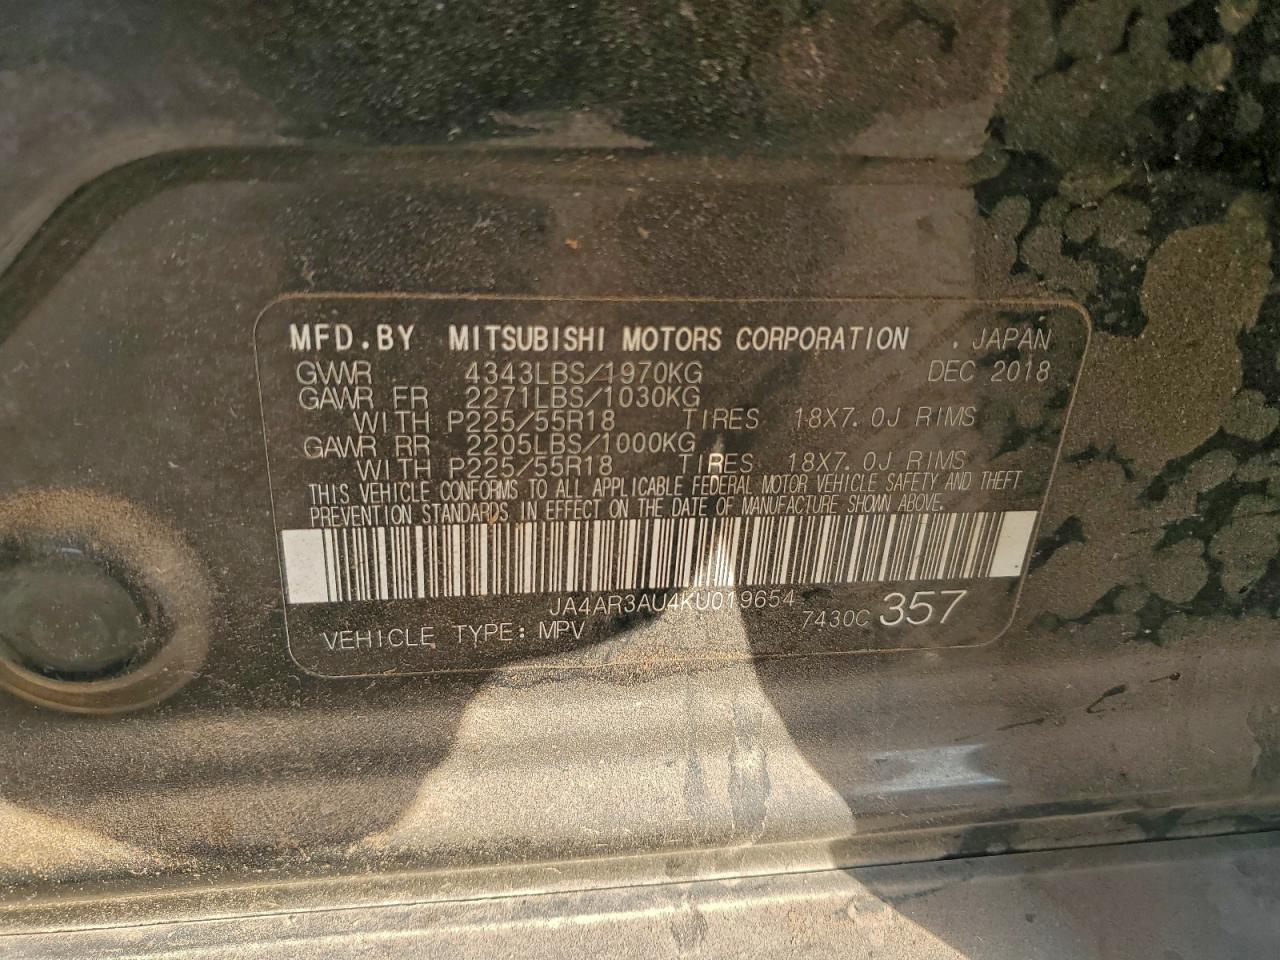 MFD.BY MITSUBISHI MOTORS CORPORATION . JAPAN
GVWR 4343LBS/1970KG DEC 2018
GAWR FR 2271LBS/1030KG
WITH P225/55R18 TIRES 18X7.0J RIMS
GAWR RR 2205LBS/1000KG
WITH P225/55R18 TIRES 18X7.0J RIMS
THIS VEHICLE CONFORMS TO ALL APPLICABLE FEDERAL MOTOR VEHICLE SAFETY AND THEFT
PREVENTION STANDARDS IN EFFECT ON THE DATE OF MANUFACTURE SHOWN ABOVE.
JA4AR3AU4KU019654
VEHICLE TYPE: MPV 7430C 357